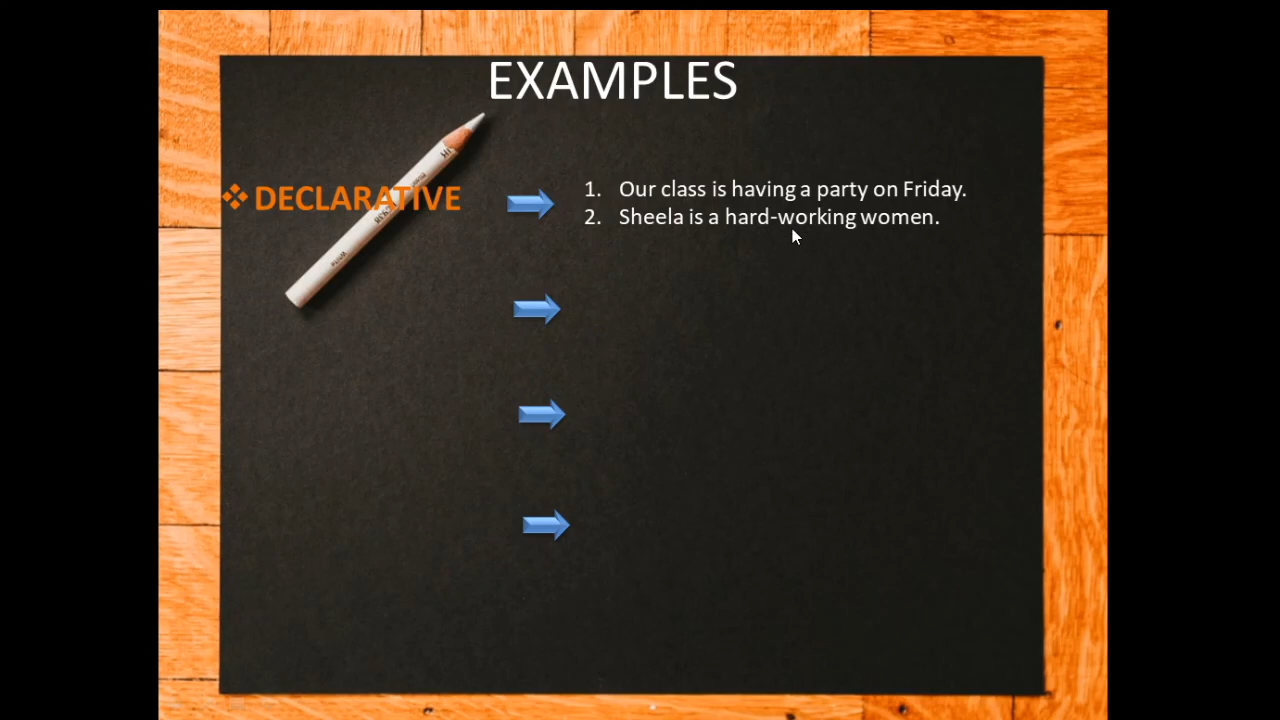 EXAMPLES
DECLARATIVE
1. Our class is having a party on Friday.
2. Sheela is a hard-working women.